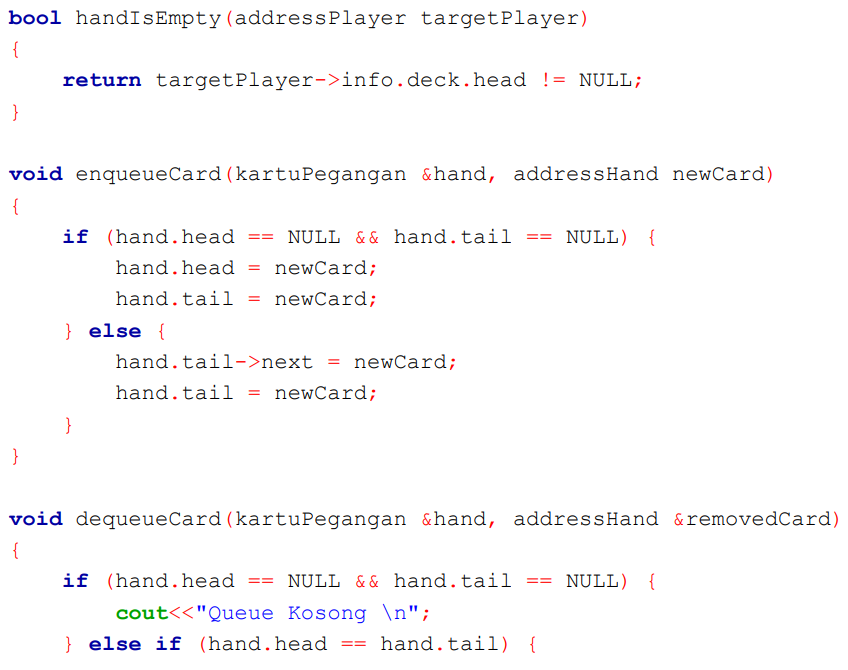 bool handIsEmpty(addressPlayer targetPlayer)
{
    return targetPlayer->info.deck.head != NULL;
}

void enqueueCard(kartuPegangan &hand, addressHand newCard)
{
    if (hand.head == NULL && hand.tail == NULL) {
        hand.head = newCard;
        hand.tail = newCard;
    } else {
        hand.tail->next = newCard;
        hand.tail = newCard;
    }
}

void dequeueCard(kartuPegangan &hand, addressHand &removedCard)
{
    if (hand.head == NULL && hand.tail == NULL) {
        cout<<"Queue Kosong \n";
    } else if (hand.head == hand.tail) {